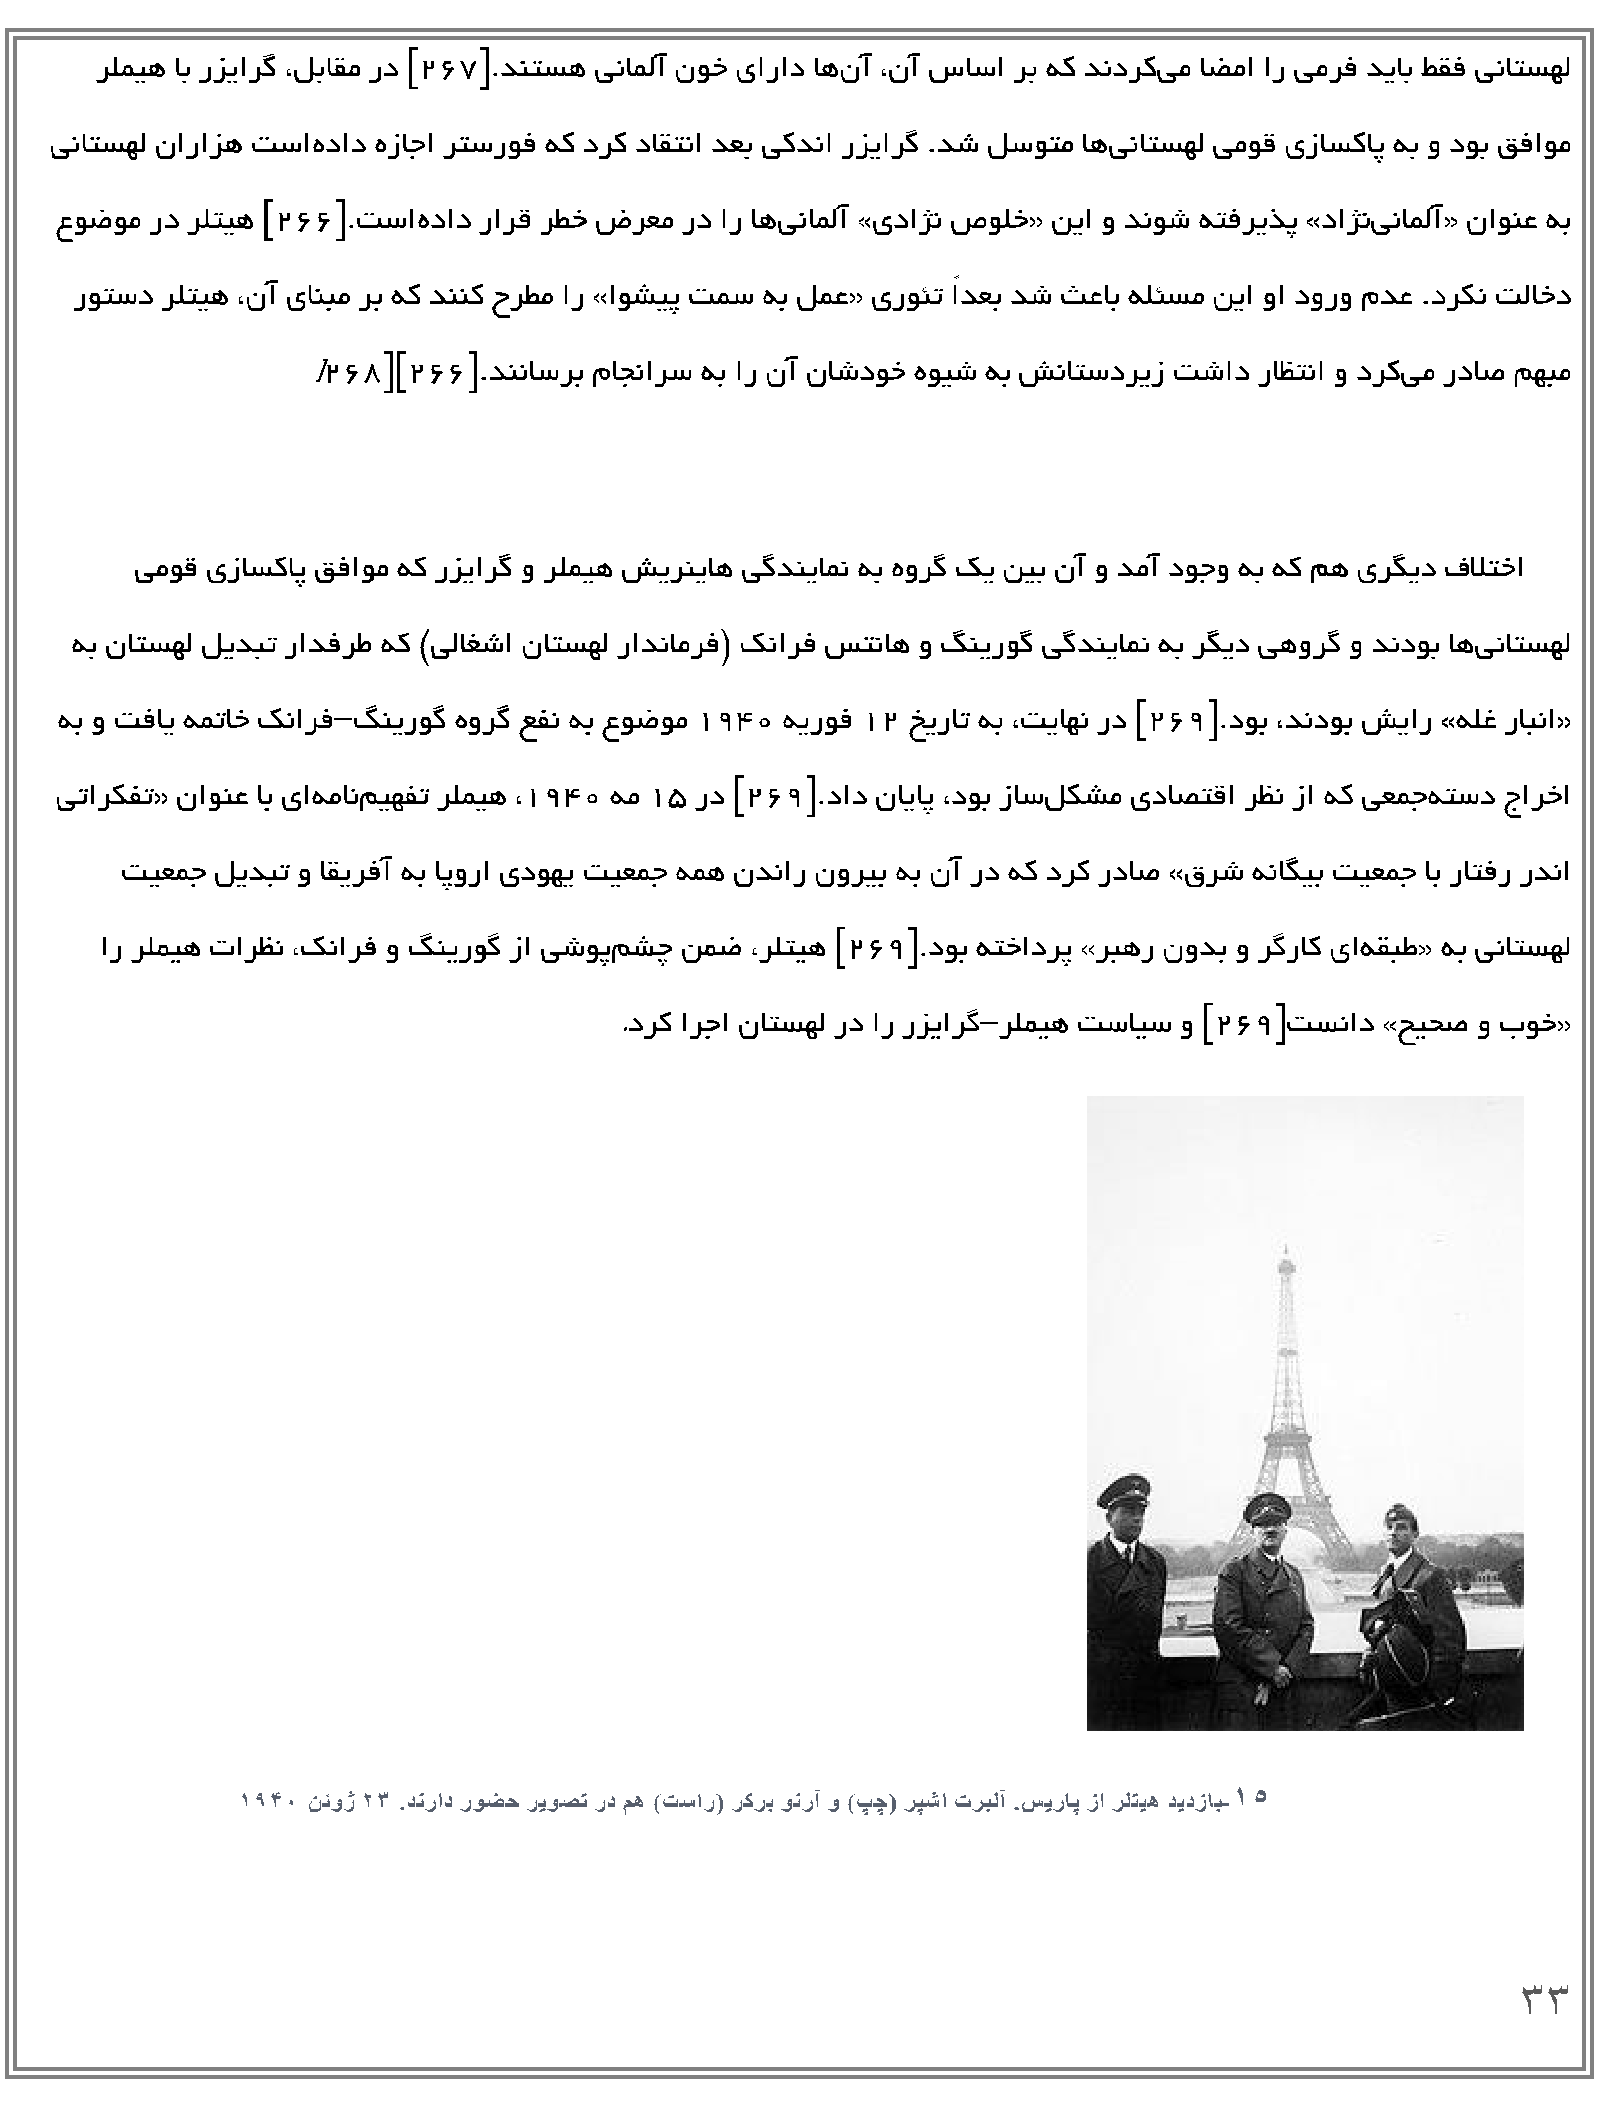 لهستانی فقط باید فرمی را امضا می‌کردند که بر اساس آن، آن‌ها دارای خون آلمانی هستند.[۲۶۷] در مقابل، گرایزر با هیملر
موافق بود و به پاکسازی قومی لهستانی‌ها متوسل شد. گرایزر اندکی بعد انتقاد کرد که فورستر اجازه داده‌است هزاران لهستانی
به عنوان «آلمانی‌نژاد» پذیرفته شوند و این «خلوص نژادی» آلمانی‌ها را در معرض خطر قرار داده‌است.[۲۶۶] هیتلر در موضوع
دخالت نکرد. عدم ورود او این مسئله باعث شد بعداً تئوری «عمل به سمت پیشوا» را مطرح کنند که بر مبنای آن، هیتلر دستور
مبهم صادر می‌کرد و انتظار داشت زیردستانش به شیوه خودشان آن را به سرانجام برسانند.[۲۶۶][۲۶۸/
اختلاف دیگری هم که به وجود آمد و آن بین یک گروه به نمایندگی هاینریش هیملر و گرایزر که موافق پاکسازی قومی
لهستانی‌ها بودند و گروهی دیگر به نمایندگی گورینگ و هانتس فرانک (فرماندار لهستان اشغالی) که طرفدار تبدیل لهستان به
«انبار غله» رایش بودند، بود.[۲۶۹] در نهایت، به تاریخ ۱۲ فوریه ۱۹۴۰ موضوع به نفع گروه گورینگ–فرانک خاتمه یافت و به
اخراج دسته‌جمعی که از نظر اقتصادی مشکل‌ساز بود، پایان داد.[۲۶۹] در ۱۵ مه ۱۹۴۰، هیملر تفهیم‌نامه‌ای با عنوان «تفکراتی
اندر رفتار با جمعیت بیگانه شرق» صادر کرد که در آن به بیرون راندن همه جمعیت یهودی اروپا به آفریقا و تبدیل جمعیت
لهستانی به «طبقه‌ای کارگر و بدون رهبر» پرداخته بود.[۲۶۹] هیتلر، ضمن چشم‌پوشی از گورینگ و فرانک، نظرات هیملر را
«خوب و صحیح» دانست[۲۶۹] و سیاست هیملر–گرایزر را در لهستان اجرا کرد.
۱۵ -بازدید هیتلر از پاریس. آلبرت اشپر (چپ) و آرنو برکر (راست) هم در تصویر حضور دارند. ۲۳ ژوئن ۱۹۴۰
۳۳